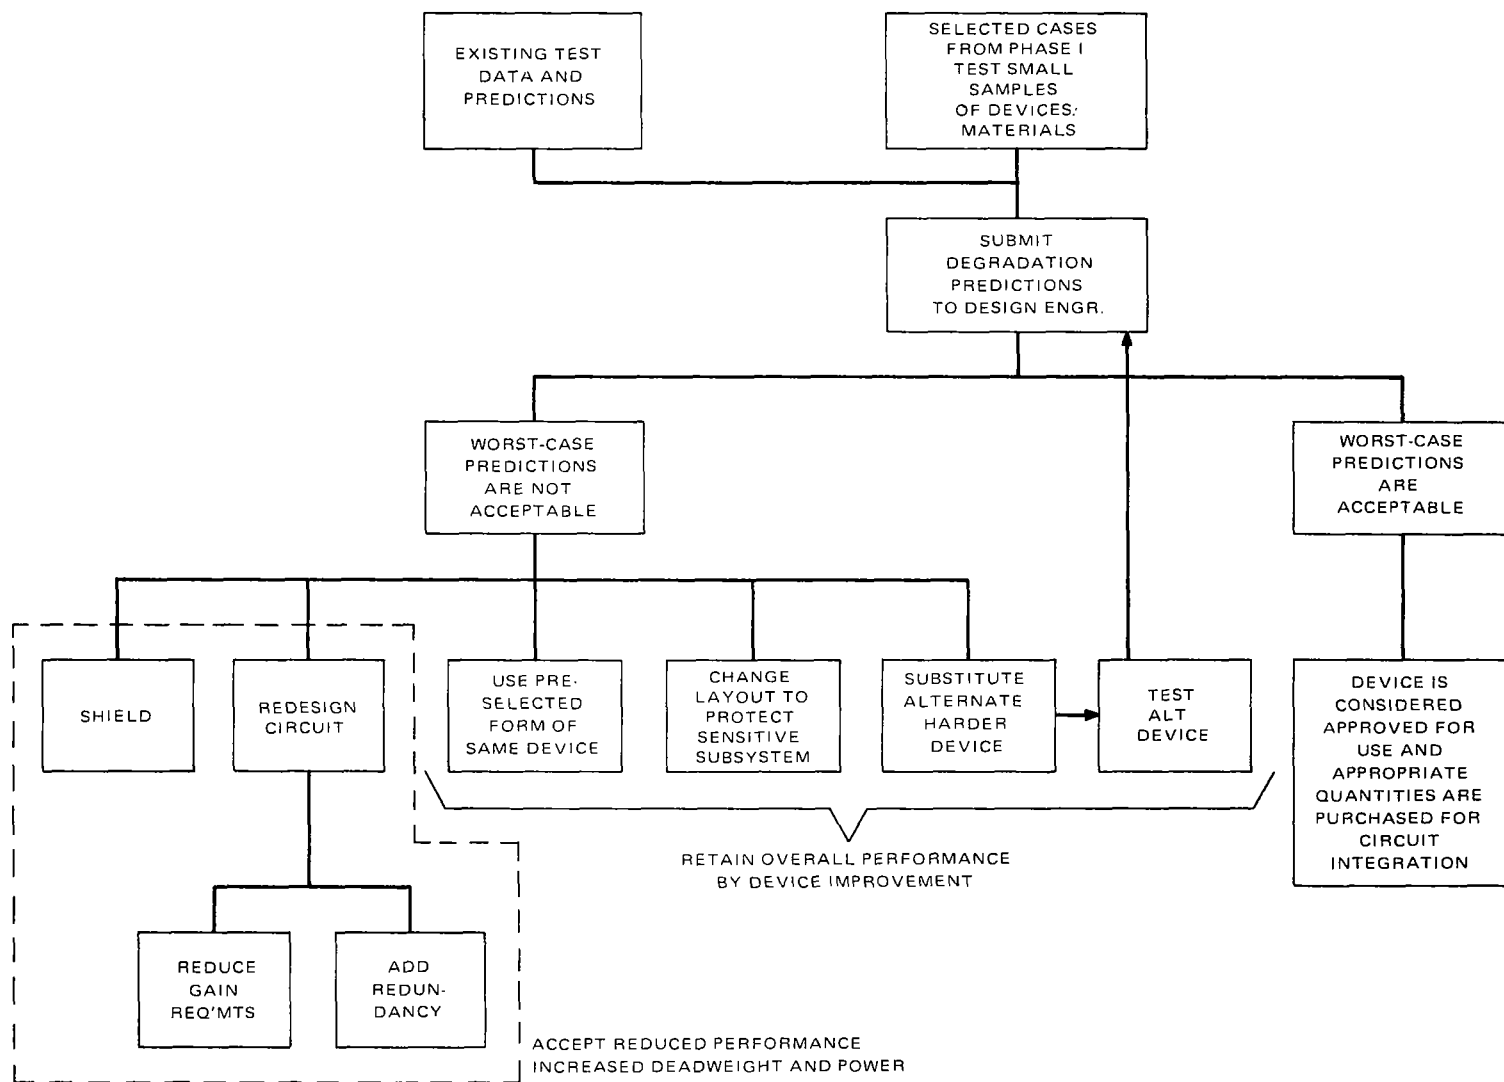 EXISTING TEST
DATA AND
PREDICTIONS
SELECTED CASES
FROM PHASE I
TEST SMALL
SAMPLES
OF DEVICES/
MATERIALS
SUBMIT
DEGRADATION
PREDICTIONS
TO DESIGN ENGR.
WORST-CASE
PREDICTIONS
ARE NOT
ACCEPTABLE
WORST-CASE
PREDICTIONS
ARE
ACCEPTABLE
SHIELD
REDESIGN
CIRCUIT
USE PRE-
SELECTED
FORM OF
SAME DEVICE
CHANGE
LAYOUT TO
PROTECT
SENSITIVE
SUBSYSTEM
SUBSTITUTE
ALTERNATE
HARDER
DEVICE
TEST
ALT
DEVICE
DEVICE IS
CONSIDERED
APPROVED FOR
USE AND
APPROPRIATE
QUANTITIES ARE
PURCHASED FOR
CIRCUIT
INTEGRATION
RETAIN OVERALL PERFORMANCE
BY DEVICE IMPROVEMENT
REDUCE
GAIN
REQ'MTS
ADD
REDUN-
DANCY
ACCEPT REDUCED PERFORMANCE
INCREASED DEADWEIGHT AND POWER